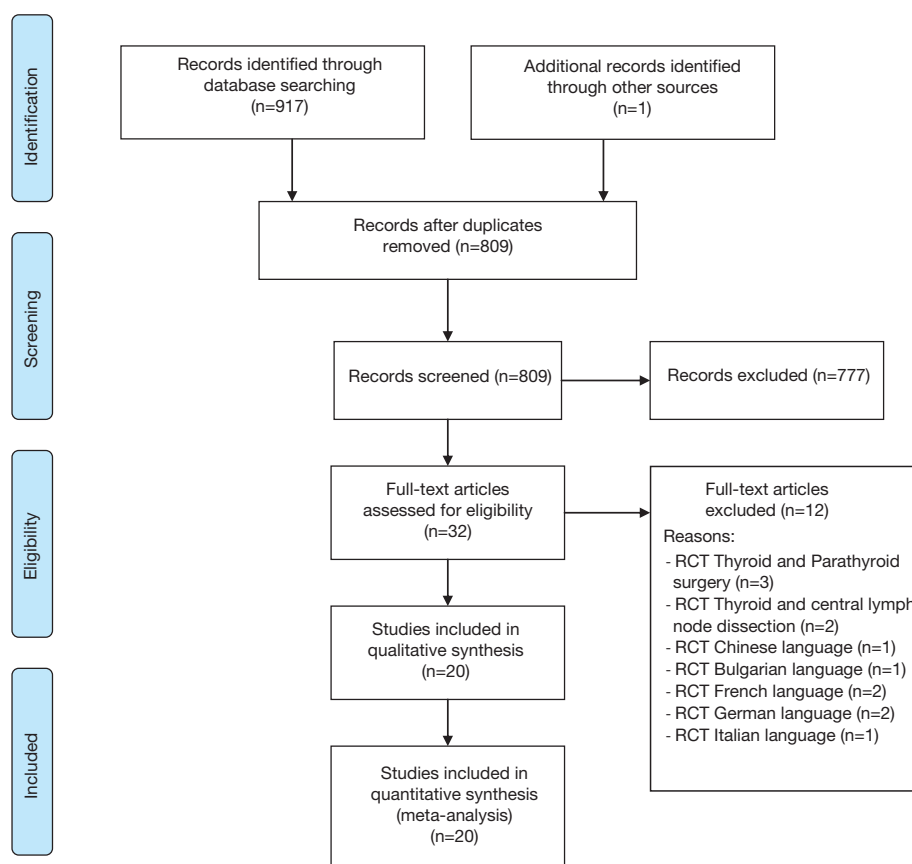 Identification
Records identified through
database searching
(n=917)
Additional records identified
through other sources
(n=1)
Records after duplicates
removed (n=809)
Screening
Records screened (n=809)
Records excluded (n=777)
Eligibility
Full-text articles
assessed for eligibility
(n=32)
Full-text articles
excluded (n=12)
Reasons:
- RCT Thyroid and Parathyroid
surgery (n=3)
- RCT Thyroid and central lymph
node dissection (n=2)
- RCT Chinese language (n=1)
- RCT Bulgarian language (n=1)
- RCT French language (n=2)
- RCT German language (n=2)
- RCT Italian language (n=1)
Studies included in
qualitative synthesis
(n=20)
Included
Studies included in
quantitative synthesis
(meta-analysis)
(n=20)